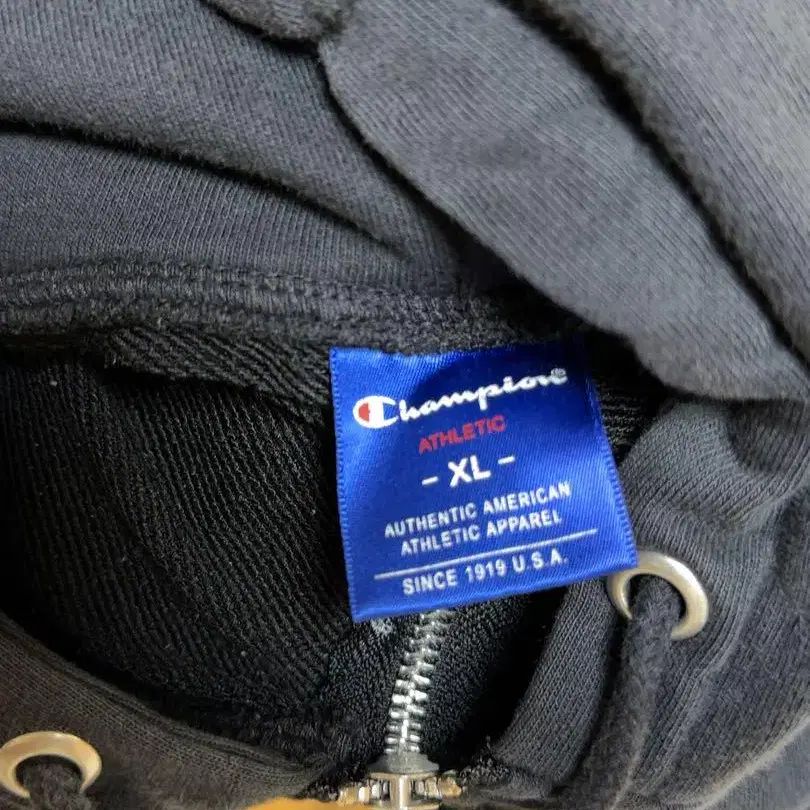 Champion®
ATHLETIC
- XL -
AUTHENTIC AMERICAN
ATHLETIC APPAREL
SINCE 1919 U.S.A.